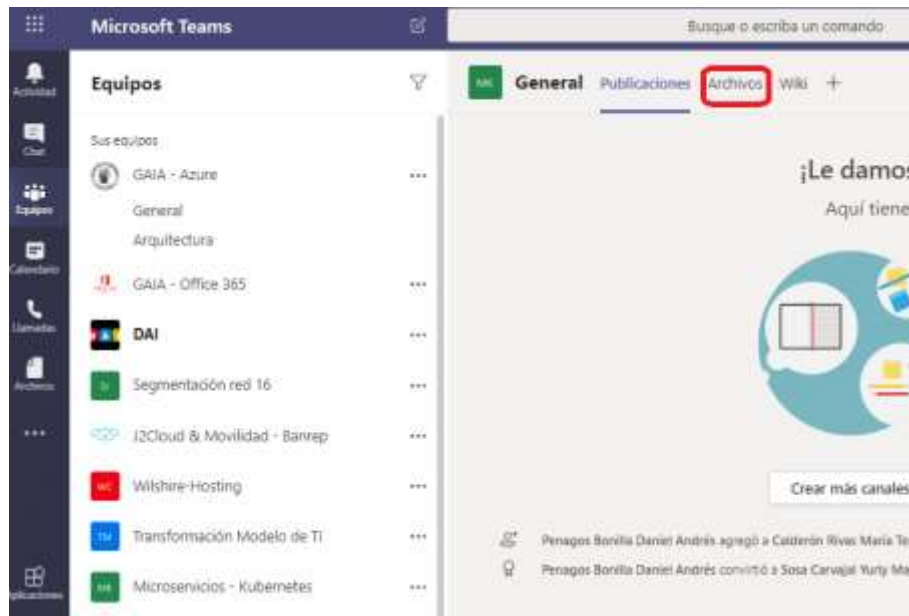 Microsoft Teams
Busque o escriba un comando
Actividad
Chat
Equipos
Calendario
Llamadas
Archivos
Aplicaciones
Equipos
Sus equipos
GAIA - Azure
General
Arquitectura
GAIA - Office 365
DAI
Segmentación red 16
J2Cloud & Movilidad - Banrep
WC
Wilshire-Hosting
TM
Transformación Modelo de TI
MK
Microservicios - Kubernetes
MK
General
Publicaciones
Archivos
Wiki
¡Le damos
Aquí tiene
Crear más canales
Penagos Bonilla Daniel Andrés agregó a Calderón Rivas María Te
Penagos Bonilla Daniel Andrés convirtió a Sosa Carvajal Yurly Ma